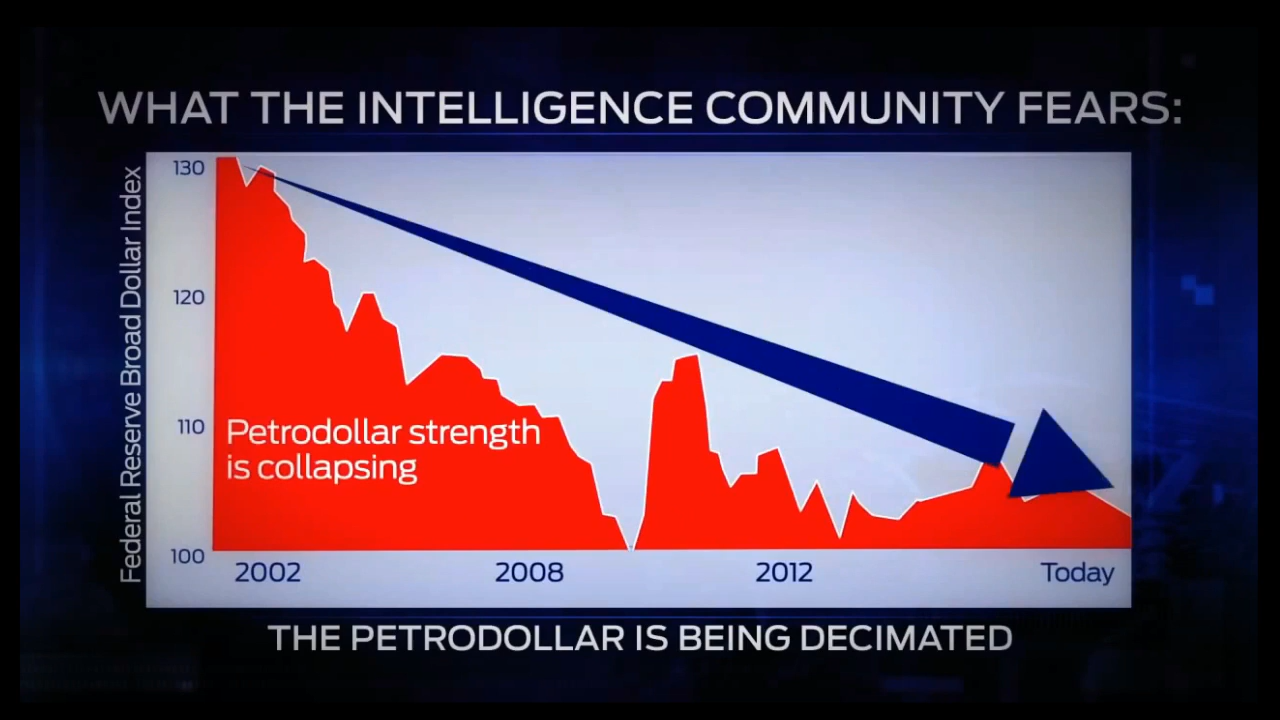 WHAT THE INTELLIGENCE COMMUNITY FEARS:
Federal Reserve Broad Dollar Index
130
120
110
100
Petrodollar strength
is collapsing
2002 2008 2012 Today
THE PETRODOLLAR IS BEING DECIMATED